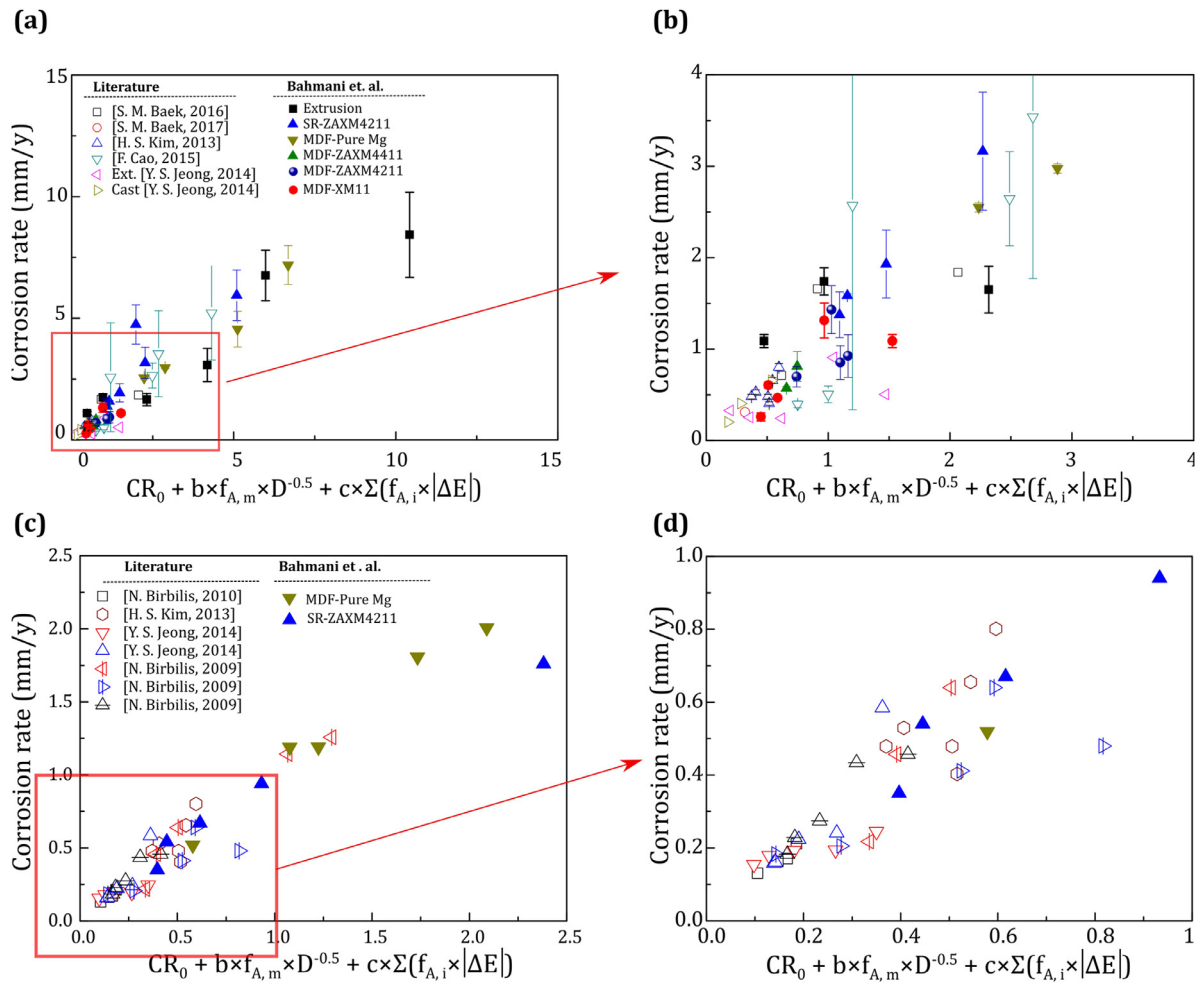 (a)
15
10
5
0
0
5
10
15
Corrosion rate (mm/y)
CR0 + b×fA, m×D-0.5 + c×Σ(fA, i×|ΔE|)
Literature
[S. M. Baek, 2016]
[S. M. Baek, 2017]
[H. S. Kim, 2013]
[F. Cao, 2015]
Ext. [Y. S. Jeong, 2014]
Cast [Y. S. Jeong, 2014]
Bahmani et. al.
Extrusion
SR-ZAXM4211
MDF-Pure Mg
MDF-ZAXM4411
MDF-ZAXM4211
MDF-XM11
(b)
4
3
2
1
0
0
1
2
3
4
Corrosion rate (mm/y)
CR0 + b×fA, m×D-0.5 + c×Σ(fA, i×|ΔE|)
(c)
2.5
2.0
1.5
1.0
0.5
0.0
0.0
0.5
1.0
1.5
2.0
2.5
Corrosion rate (mm/y)
CR0 + b×fA, m×D-0.5 + c×Σ(fA, i×|ΔE|)
Literature
[N. Birbilis, 2010]
[H. S. Kim, 2013]
[Y. S. Jeong, 2014]
[Y. S. Jeong, 2014]
[N. Birbilis, 2009]
[N. Birbilis, 2009]
[N. Birbilis, 2009]
Bahmani et . al.
MDF-Pure Mg
SR-ZAXM4211
(d)
1.0
0.8
0.6
0.4
0.2
0.0
0.0
0.2
0.4
0.6
0.8
1
Corrosion rate (mm/y)
CR0 + b×fA, m×D-0.5 + c×Σ(fA, i×|ΔE|)